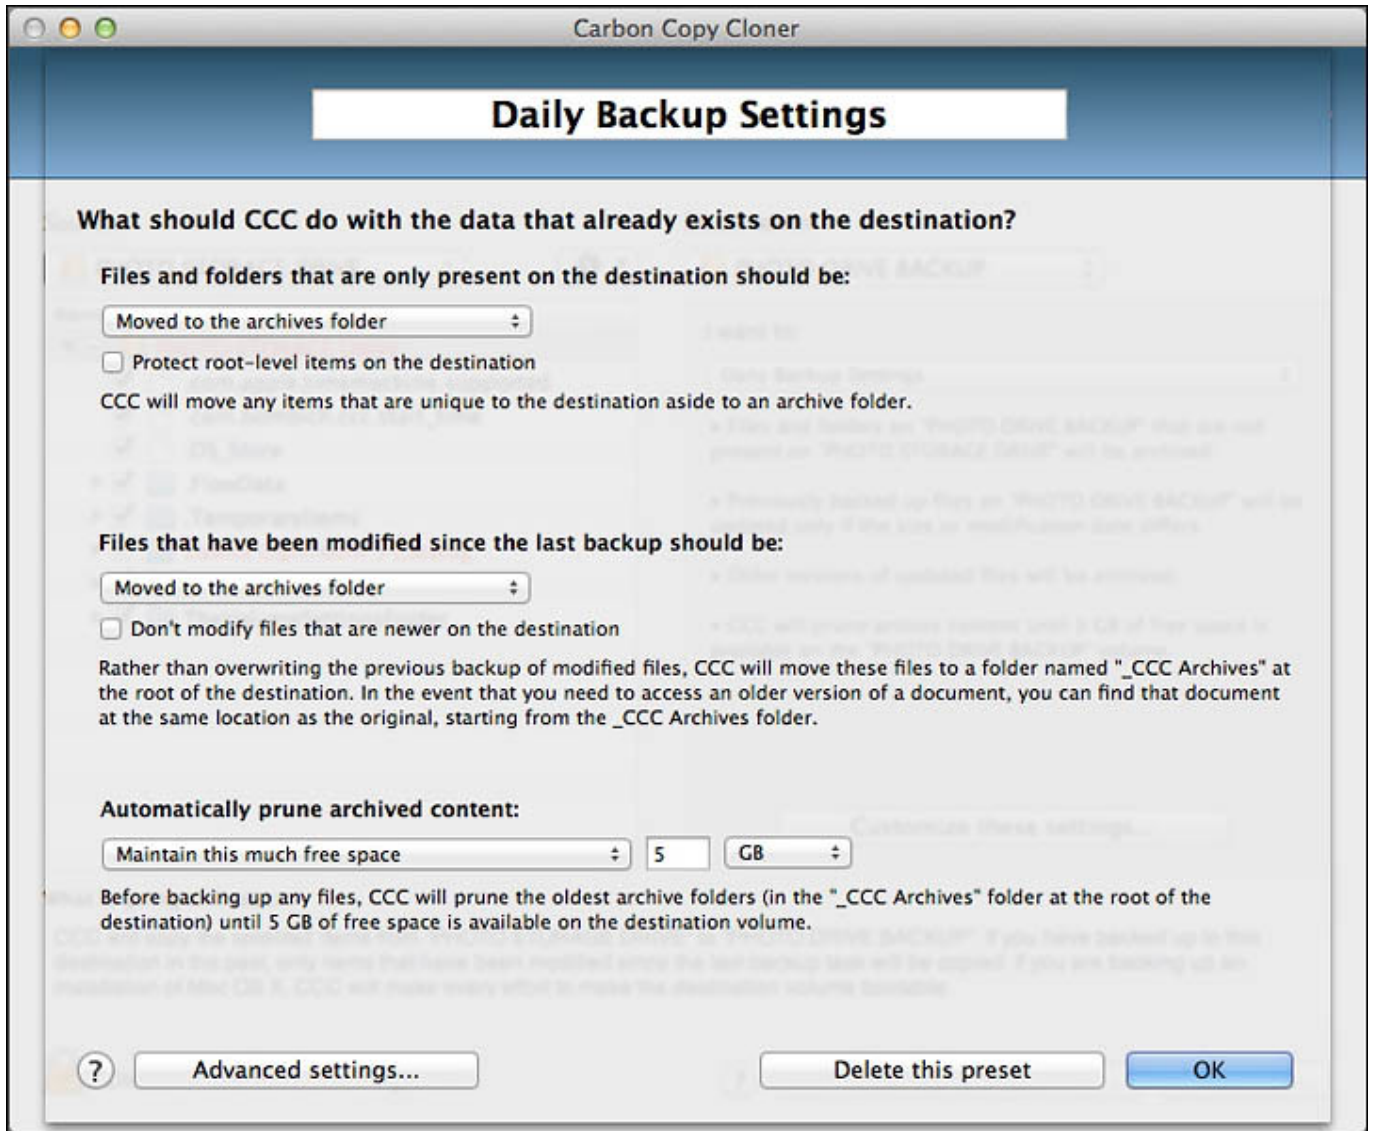 Carbon Copy Cloner
Daily Backup Settings
What should CCC do with the data that already exists on the destination?
Files and folders that are only present on the destination should be:
Moved to the archives folder
Protect root-level items on the destination
CCC will move any items that are unique to the destination aside to an archive folder.
Files that have been modified since the last backup should be:
Moved to the archives folder
Don't modify files that are newer on the destination
Rather than overwriting the previous backup of modified files, CCC will move these files to a folder named "_CCC Archives" at
the root of the destination. In the event that you need to access an older version of a document, you can find that document
at the same location as the original, starting from the _CCC Archives folder.
Automatically prune archived content:
Maintain this much free space 5 GB
Before backing up any files, CCC will prune the oldest archive folders (in the "_CCC Archives" folder at the root of the
destination) until 5 GB of free space is available on the destination volume.
? Advanced settings... Delete this preset OK